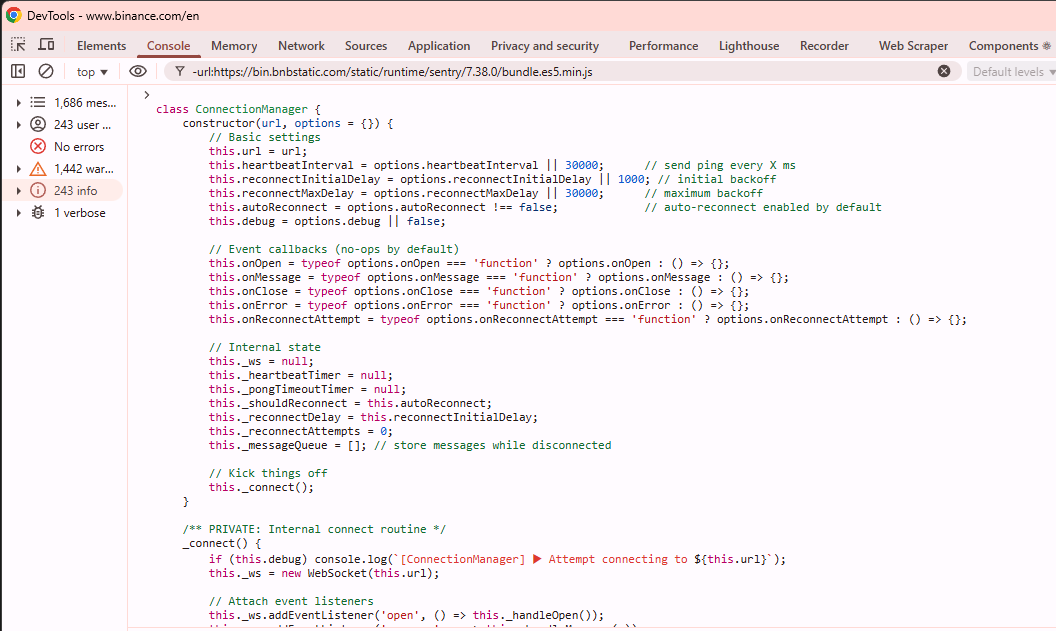 DevTools - www.binance.com/en
Elements Console Memory Network Sources Application Privacy and security Performance Lighthouse Recorder Web Scraper Components
top -url:https://bin.bnbstatic.com/static/runtime/sentry/7.38.0/bundle.es5.min.js Default levels
1,686 mes...
243 user ...
No errors
1,442 war...
243 info
1 verbose
class ConnectionManager {
constructor(url, options = {}) {
// Basic settings
this.url = url;
this.heartbeatInterval = options.heartbeatInterval || 30000; // send ping every X ms
this.reconnectInitialDelay = options.reconnectInitialDelay || 1000; // initial backoff
this.reconnectMaxDelay = options.reconnectMaxDelay || 30000; // maximum backoff
this.autoReconnect = options.autoReconnect !== false; // auto-reconnect enabled by default
this.debug = options.debug || false;
// Event callbacks (no-ops by default)
this.onOpen = typeof options.onOpen === 'function' ? options.onOpen : () => {};
this.onMessage = typeof options.onMessage === 'function' ? options.onMessage : () => {};
this.onClose = typeof options.onClose === 'function' ? options.onClose : () => {};
this.onError = typeof options.onError === 'function' ? options.onError : () => {};
this.onReconnectAttempt = typeof options.onReconnectAttempt === 'function' ? options.onReconnectAttempt : () => {};
// Internal state
this._ws = null;
this._heartbeatTimer = null;
this._pongTimeoutTimer = null;
this._shouldReconnect = this.autoReconnect;
this._reconnectDelay = this.reconnectInitialDelay;
this._reconnectAttempts = 0;
this._messageQueue = []; // store messages while disconnected
// Kick things off
this._connect();
}
/** PRIVATE: Internal connect routine */
_connect() {
if (this.debug) console.log(`[ConnectionManager] ▶ Attempt connecting to ${this.url}`);
this._ws = new WebSocket(this.url);
// Attach event listeners
this._ws.addEventListener('open', () => this._handleOpen());